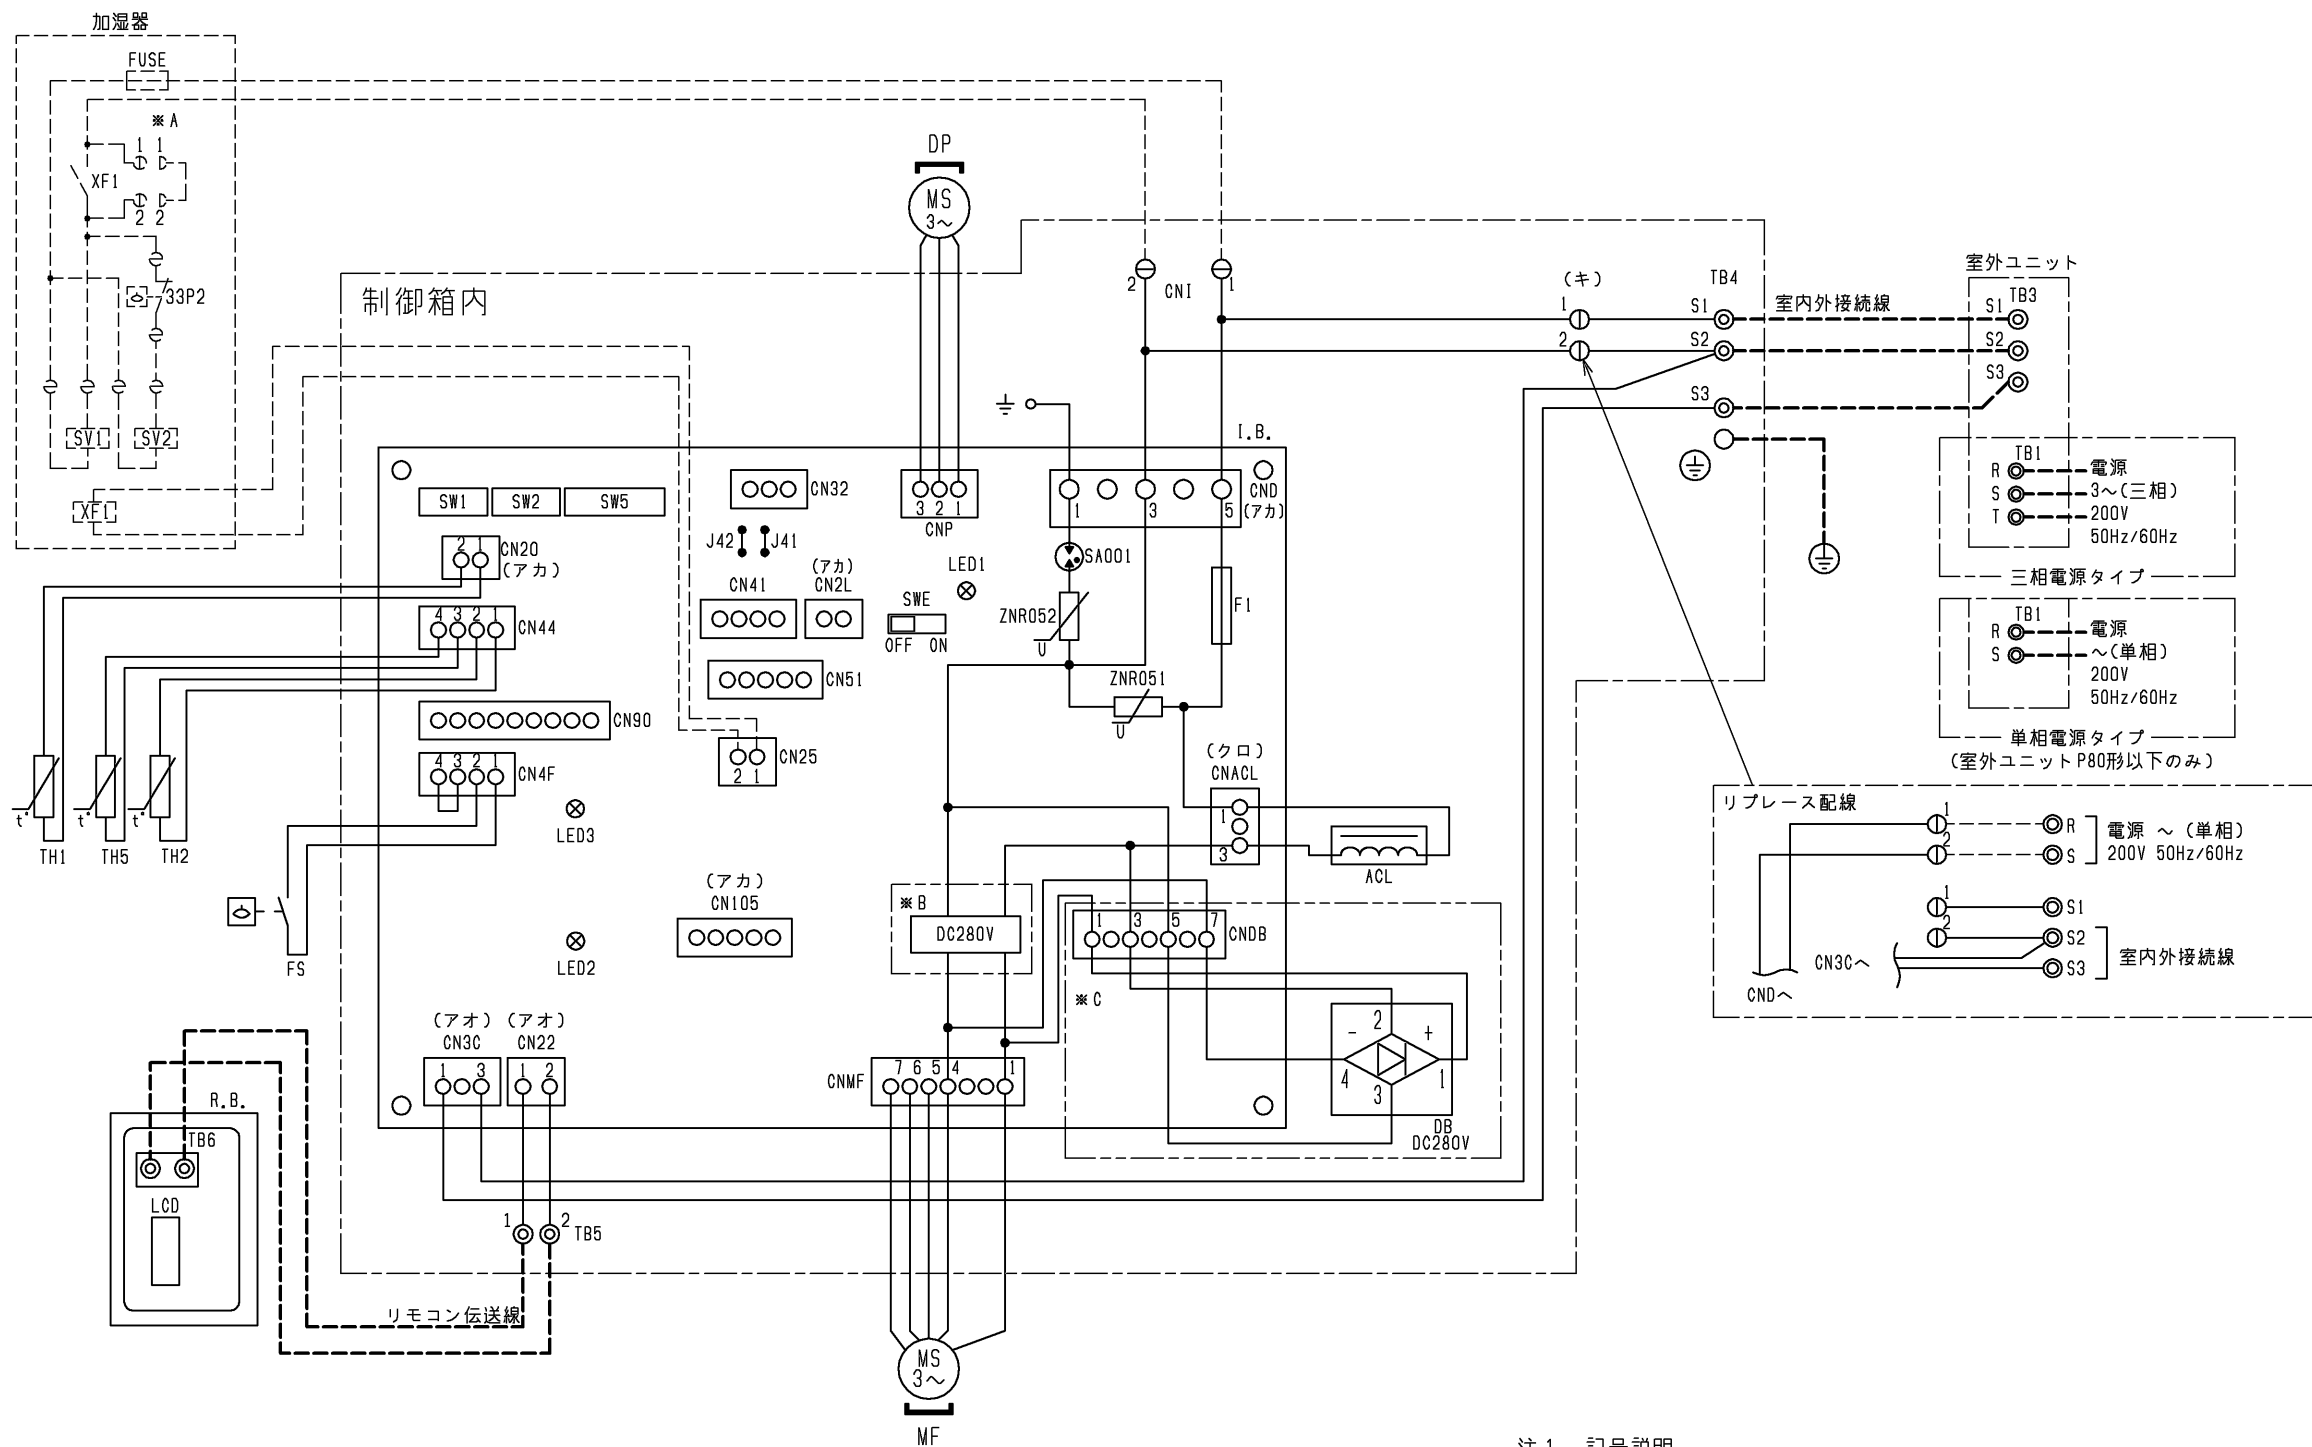 加湿器
FUSE
※A
1 1
XF1
2 2
33P2
SV1
SV2
XF1
DP
MS
3～
制御箱内
2
CNI
1
(キ)
1
2
TB4
S1
S2
S3
室内外接続線
室外ユニット
TB3
S1
S2
S3
TB1
R
S
T
電源
3～(三相)
200V
50Hz/60Hz
三相電源タイプ
TB1
R
S
電源
～(単相)
200V
50Hz/60Hz
単相電源タイプ
(室外ユニットP80形以下のみ)
I.B.
SW1
SW2
SW5
CN32
3 2 1
CNP
1
3
5
CND
(アカ)
J42
J41
2 1
CN20
(アカ)
CN41
(アカ)
CN2L
LED1
SWE
OFF ON
SA001
ZNR052
U
F1
4 3 2 1
CN44
CN51
ZNR051
U
CN90
CN25
2 1
4 3 2 1
CN4F
(クロ)
CNACL
1
3
ACL
t°
TH1
t°
TH5
t°
TH2
LED3
FS
LED2
(アカ)
CN105
※B
DC280V
1 3 5 7
CNDB
※C
2
－ ＋
4 1
3
DB
DC280V
(アオ)
CN3C
1 3
(アオ)
CN22
1 2
CNMF
7 6 5 4 1
R.B.
TB6
LCD
1
2
TB5
リモコン伝送線
MS
3～
MF
リプレース配線
1
2
R
S
電源 ～ (単相)
200V 50Hz/60Hz
1
2
S1
S2
S3
室内外接続線
CN3Cへ
CNDへ
注1. 記号説明